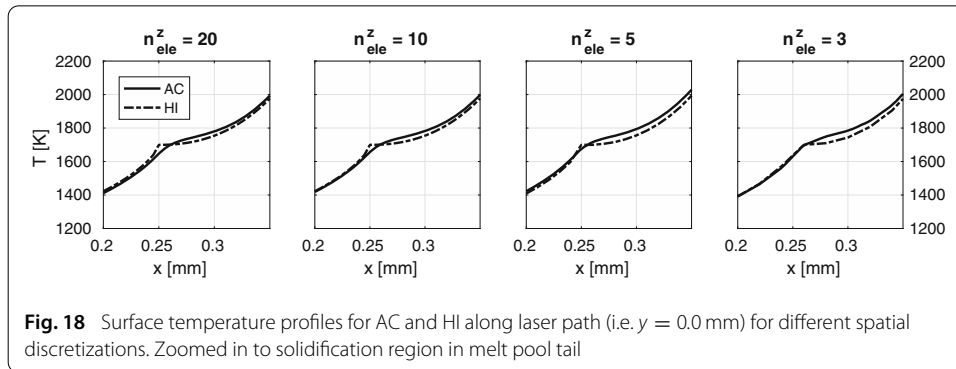 n^z_ele = 20 n^z_ele = 10 n^z_ele = 5 n^z_ele = 3
2200 2200
AC
2000 2000
HI
1800 1800
T [K]
1600 1600
1400 1400
1200 1200
0.2 0.25 0.3 0.2 0.25 0.3 0.2 0.25 0.3 0.2 0.25 0.3
x [mm] x [mm] x [mm] x [mm]
Fig. 18 Surface temperature profiles for AC and HI along laser path (i.e. y = 0.0 mm) for different spatial
discretizations. Zoomed in to solidification region in melt pool tail